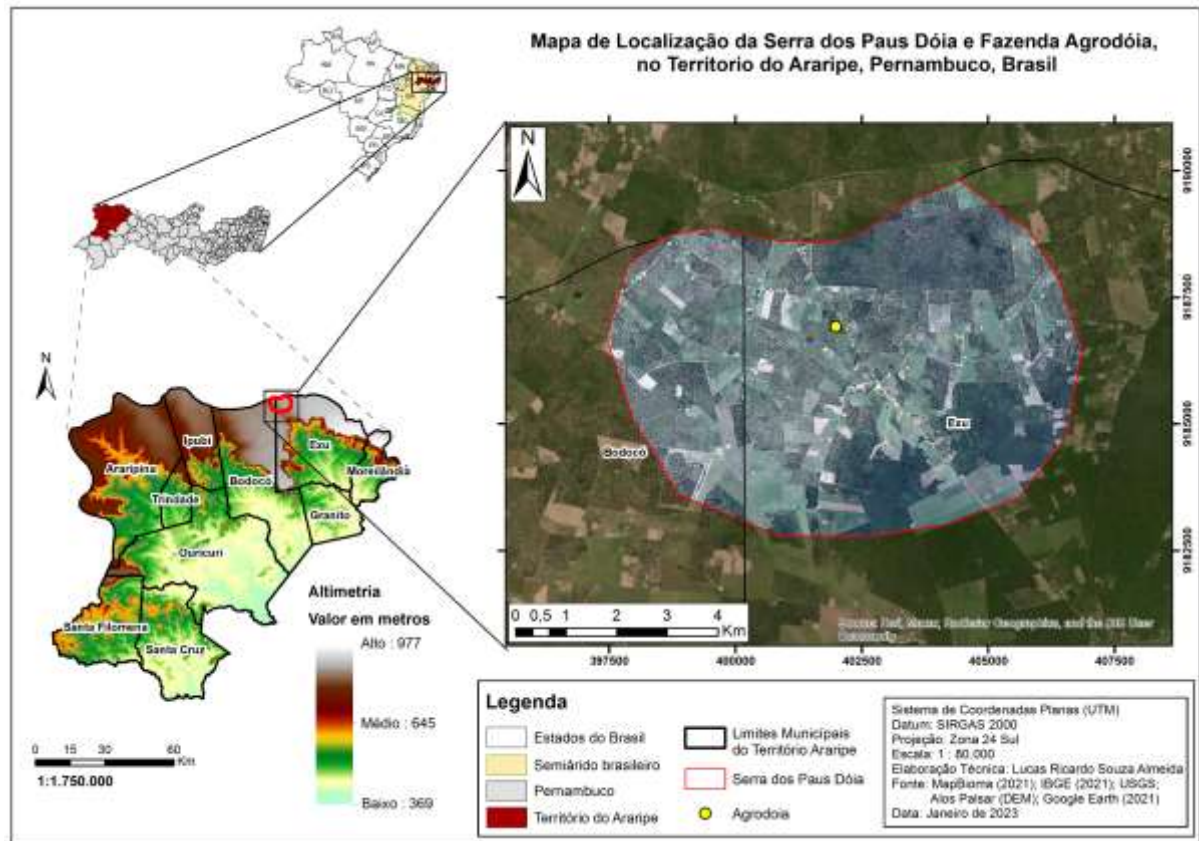 Mapa de Localização da Serra dos Paus Dóia e Fazenda Agrodóia,
no Territorio do Araripe, Pernambuco, Brasil
N
9190000
9187500
9185000
9182500
Exu
Bodocó
0 0,5 1 2 3 4
Km
397500 400000 402500 405000 407500
N
Araripina
Ipubi
Bodocó
Exu
Moreilândia
Trindade
Granito
Ouricuri
Santa Filomena
Santa Cruz
Altimetria
Valor em metros
Alto : 977
Médio : 645
Baixo : 369
0 15 30 60
Km
1:1.750.000
Legenda
Estados do Brasil
Semiárido brasileiro
Pernambuco
Território do Araripe
Limites Municipais
do Território Araripe
Serra dos Paus Dóia
Agrodoia
Sistema de Coordenadas Planas (UTM)
Datum: SIRGAS 2000
Projeção: Zona 24 Sul
Escala: 1 : 80.000
Elaboração Técnica: Lucas Ricardo Souza Almeida
Fonte: MapBioma (2021); IBGE (2021); USGS;
Alos Palsar (DEM); Google Earth (2021)
Data: Janeiro de 2023